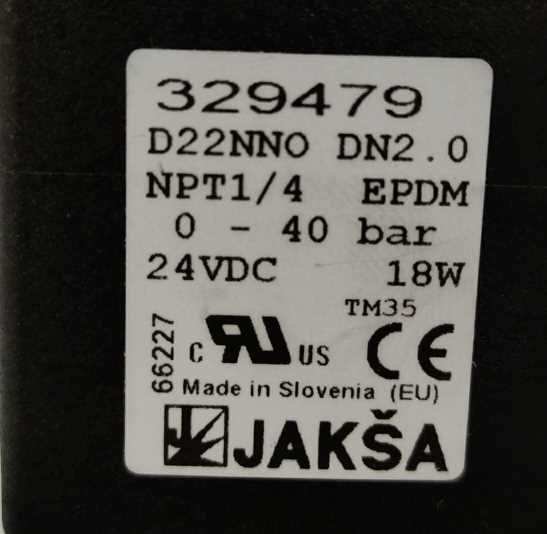 329479
D22NNO DN2.0
NPT1/4 EPDM
0 - 40 bar
24VDC 18W
TM35
66227
c RU US CE
Made in Slovenia (EU)
JAKŠA